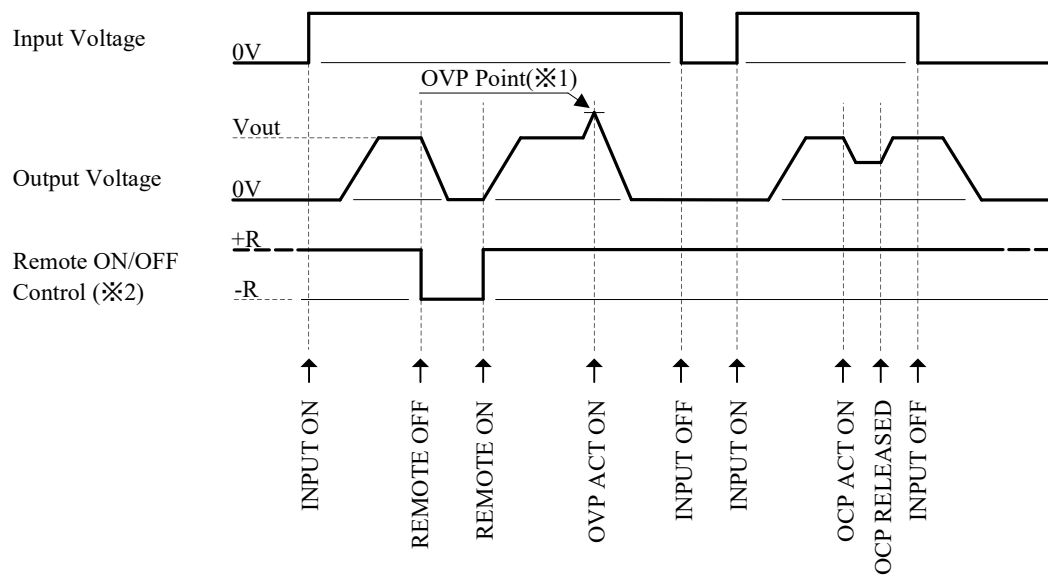 Input Voltage
0V
OVP Point(※1)
Vout
Output Voltage
0V
+R
Remote ON/OFF
Control (※2)
-R
INPUT ON
REMOTE OFF
REMOTE ON
OVP ACT ON
INPUT OFF
INPUT ON
OCP ACT ON
OCP RELEASED
INPUT OFF